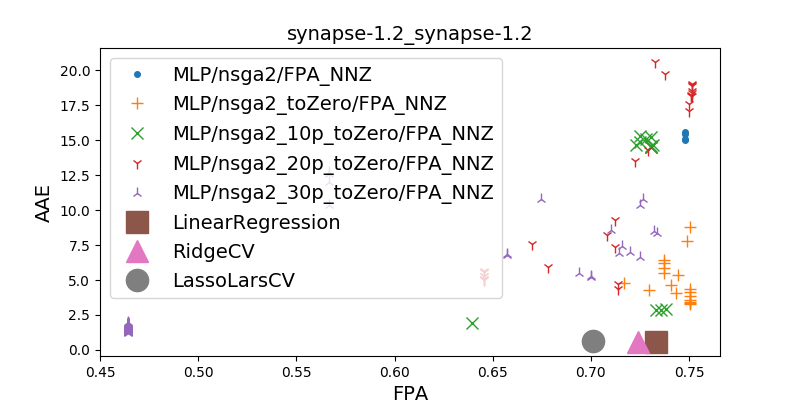 synapse-1.2_synapse-1.2
AAE
20.0
17.5
15.0
12.5
10.0
7.5
5.0
2.5
0.0
MLP/nsga2/FPA_NNZ
MLP/nsga2_toZero/FPA_NNZ
MLP/nsga2_10p_toZero/FPA_NNZ
MLP/nsga2_20p_toZero/FPA_NNZ
MLP/nsga2_30p_toZero/FPA_NNZ
LinearRegression
RidgeCV
LassoLarsCV
0.45 0.50 0.55 0.60 0.65 0.70 0.75
FPA